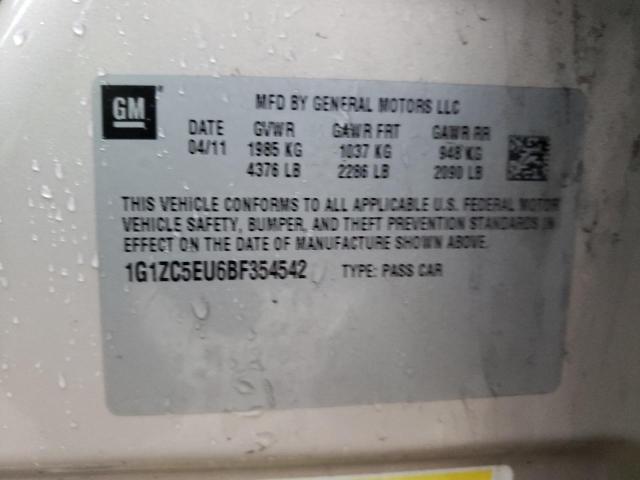 GM
MFD BY GENERAL MOTORS LLC
DATE GVWR GAWR FRT GAWR RR
04/11 1985 KG 1037 KG 948 KG
4376 LB 2286 LB 2090 LB
THIS VEHICLE CONFORMS TO ALL APPLICABLE U.S. FEDERAL MOTOR
VEHICLE SAFETY, BUMPER, AND THEFT PREVENTION STANDARDS IN
EFFECT ON THE DATE OF MANUFACTURE SHOWN ABOVE.
1G1ZC5EU6BF354542 TYPE: PASS CAR